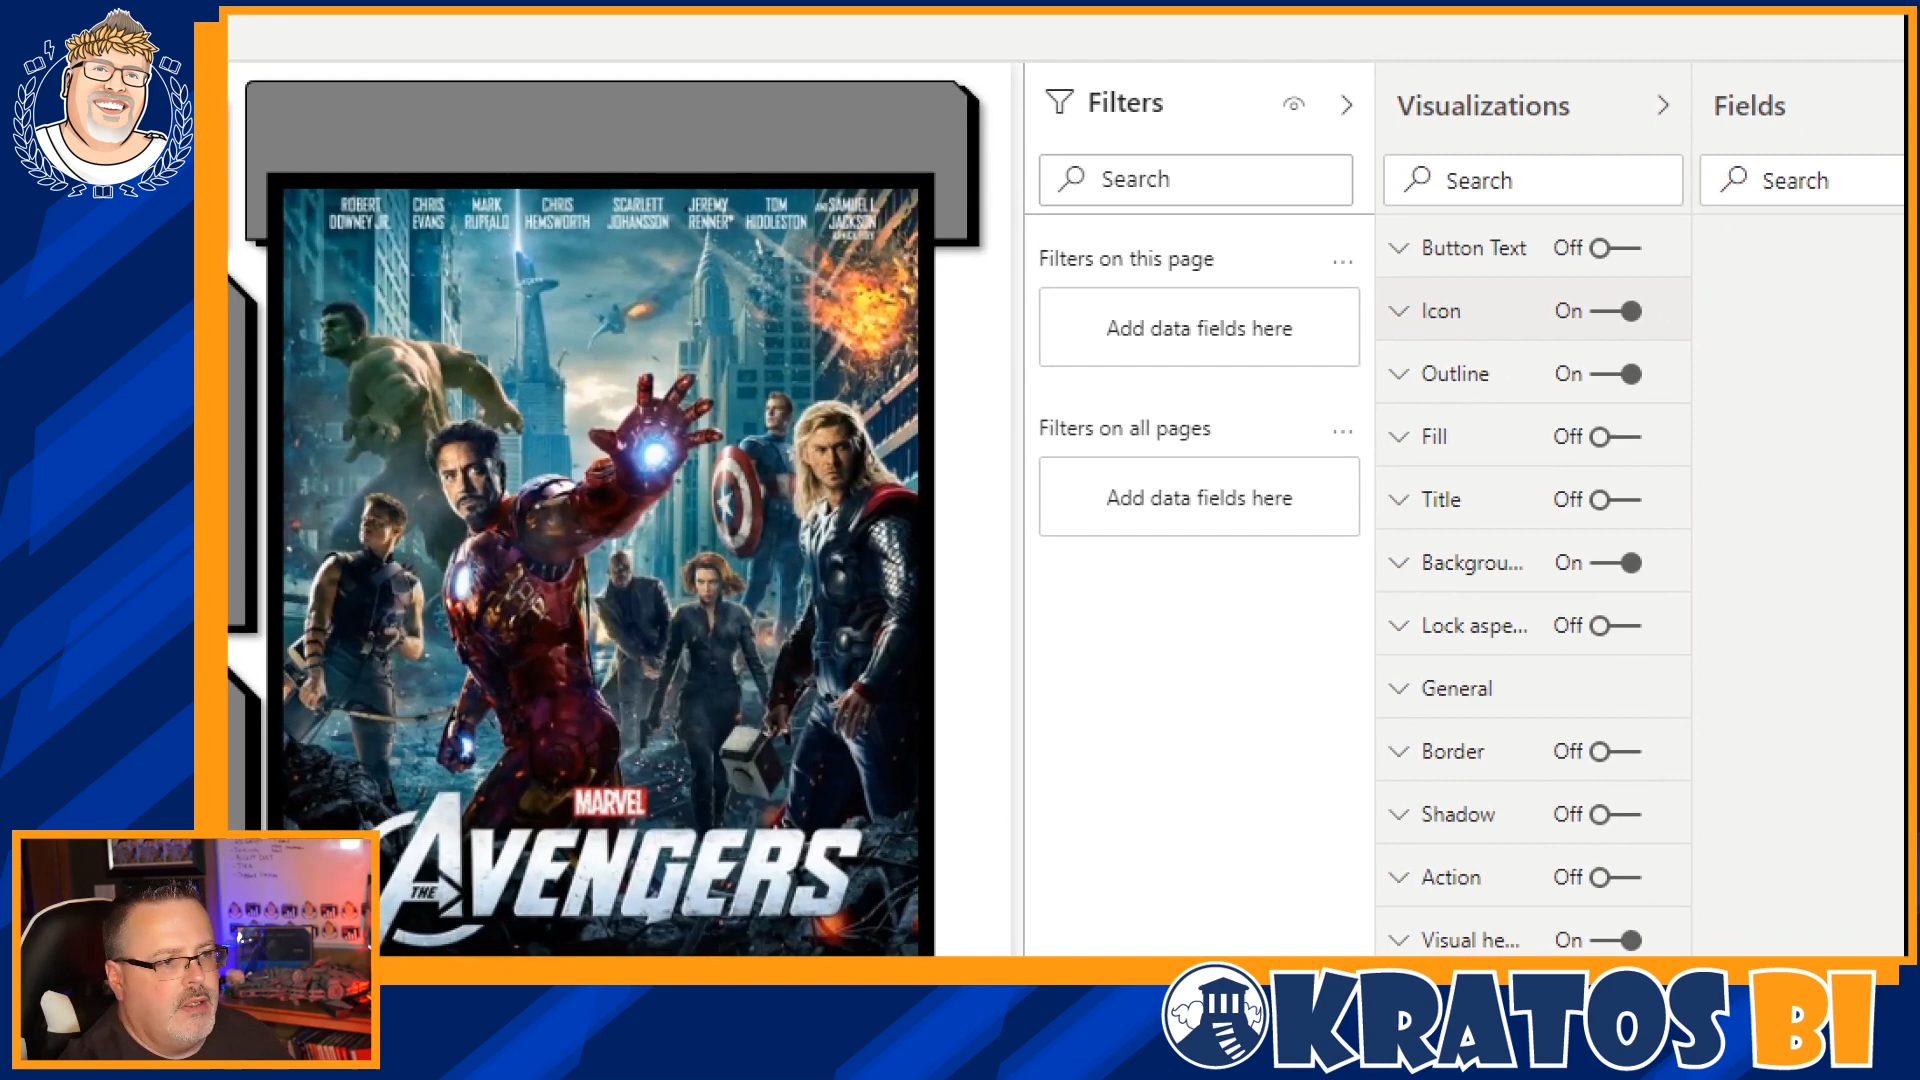 Filters
Visualizations
Fields
Search
Search
Search
ROBERT DOWNEY JR.
CHRIS EVANS
MARK RUFFALO
CHRIS HEMSWORTH
SCARLETT JOHANSSON
JEREMY RENNER
TOM HIDDLESTON
AND SAMUEL L. JACKSON
Filters on this page
...
Add data fields here
Filters on all pages
...
Add data fields here
Button Text Off
Icon On
Outline On
Fill Off
Title Off
Backgrou... On
Lock aspe... Off
General
Border Off
Shadow Off
Action Off
Visual he... On
MARVEL
THE AVENGERS
KRATOS BI